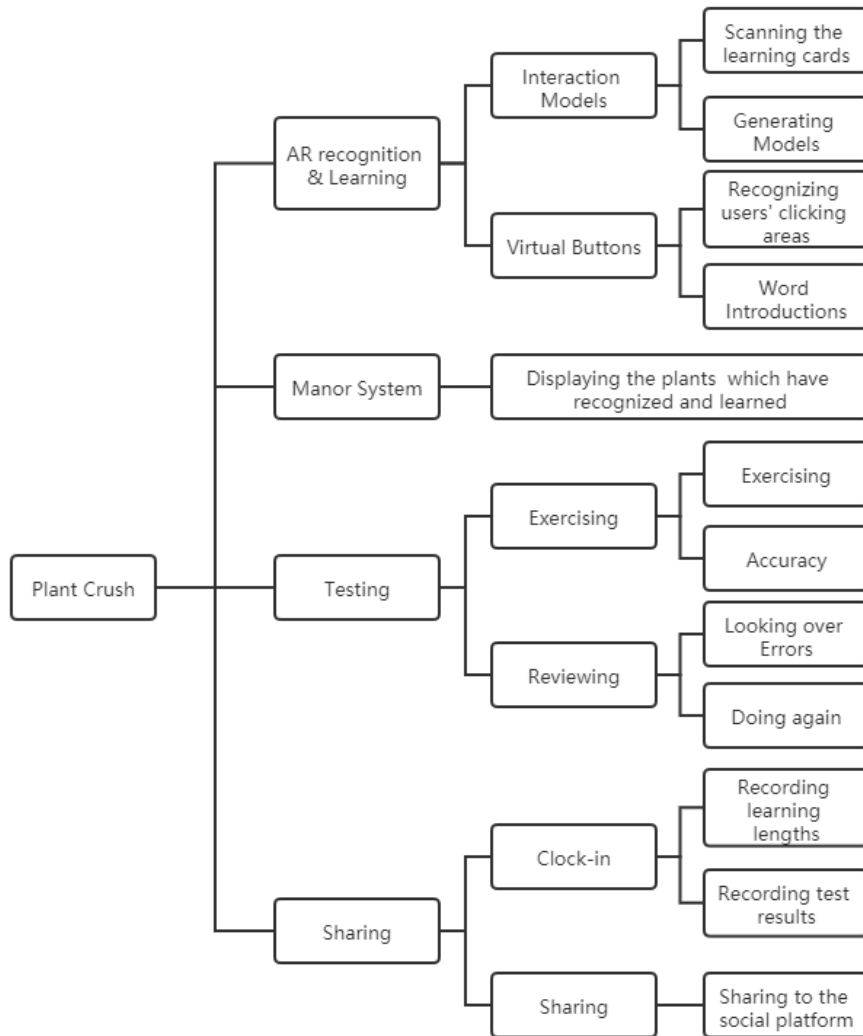 Scanning the
learning cards
Interaction
Models
Generating
Models
AR recognition
& Learning
Recognizing
users' clicking
areas
Virtual Buttons
Word
Introductions
Manor System
Displaying the plants which have
recognized and learned
Exercising
Exercising
Accuracy
Plant Crush
Testing
Looking over
Errors
Reviewing
Doing again
Recording
learning
lengths
Clock-in
Recording test
results
Sharing
Sharing
Sharing to the
social platform